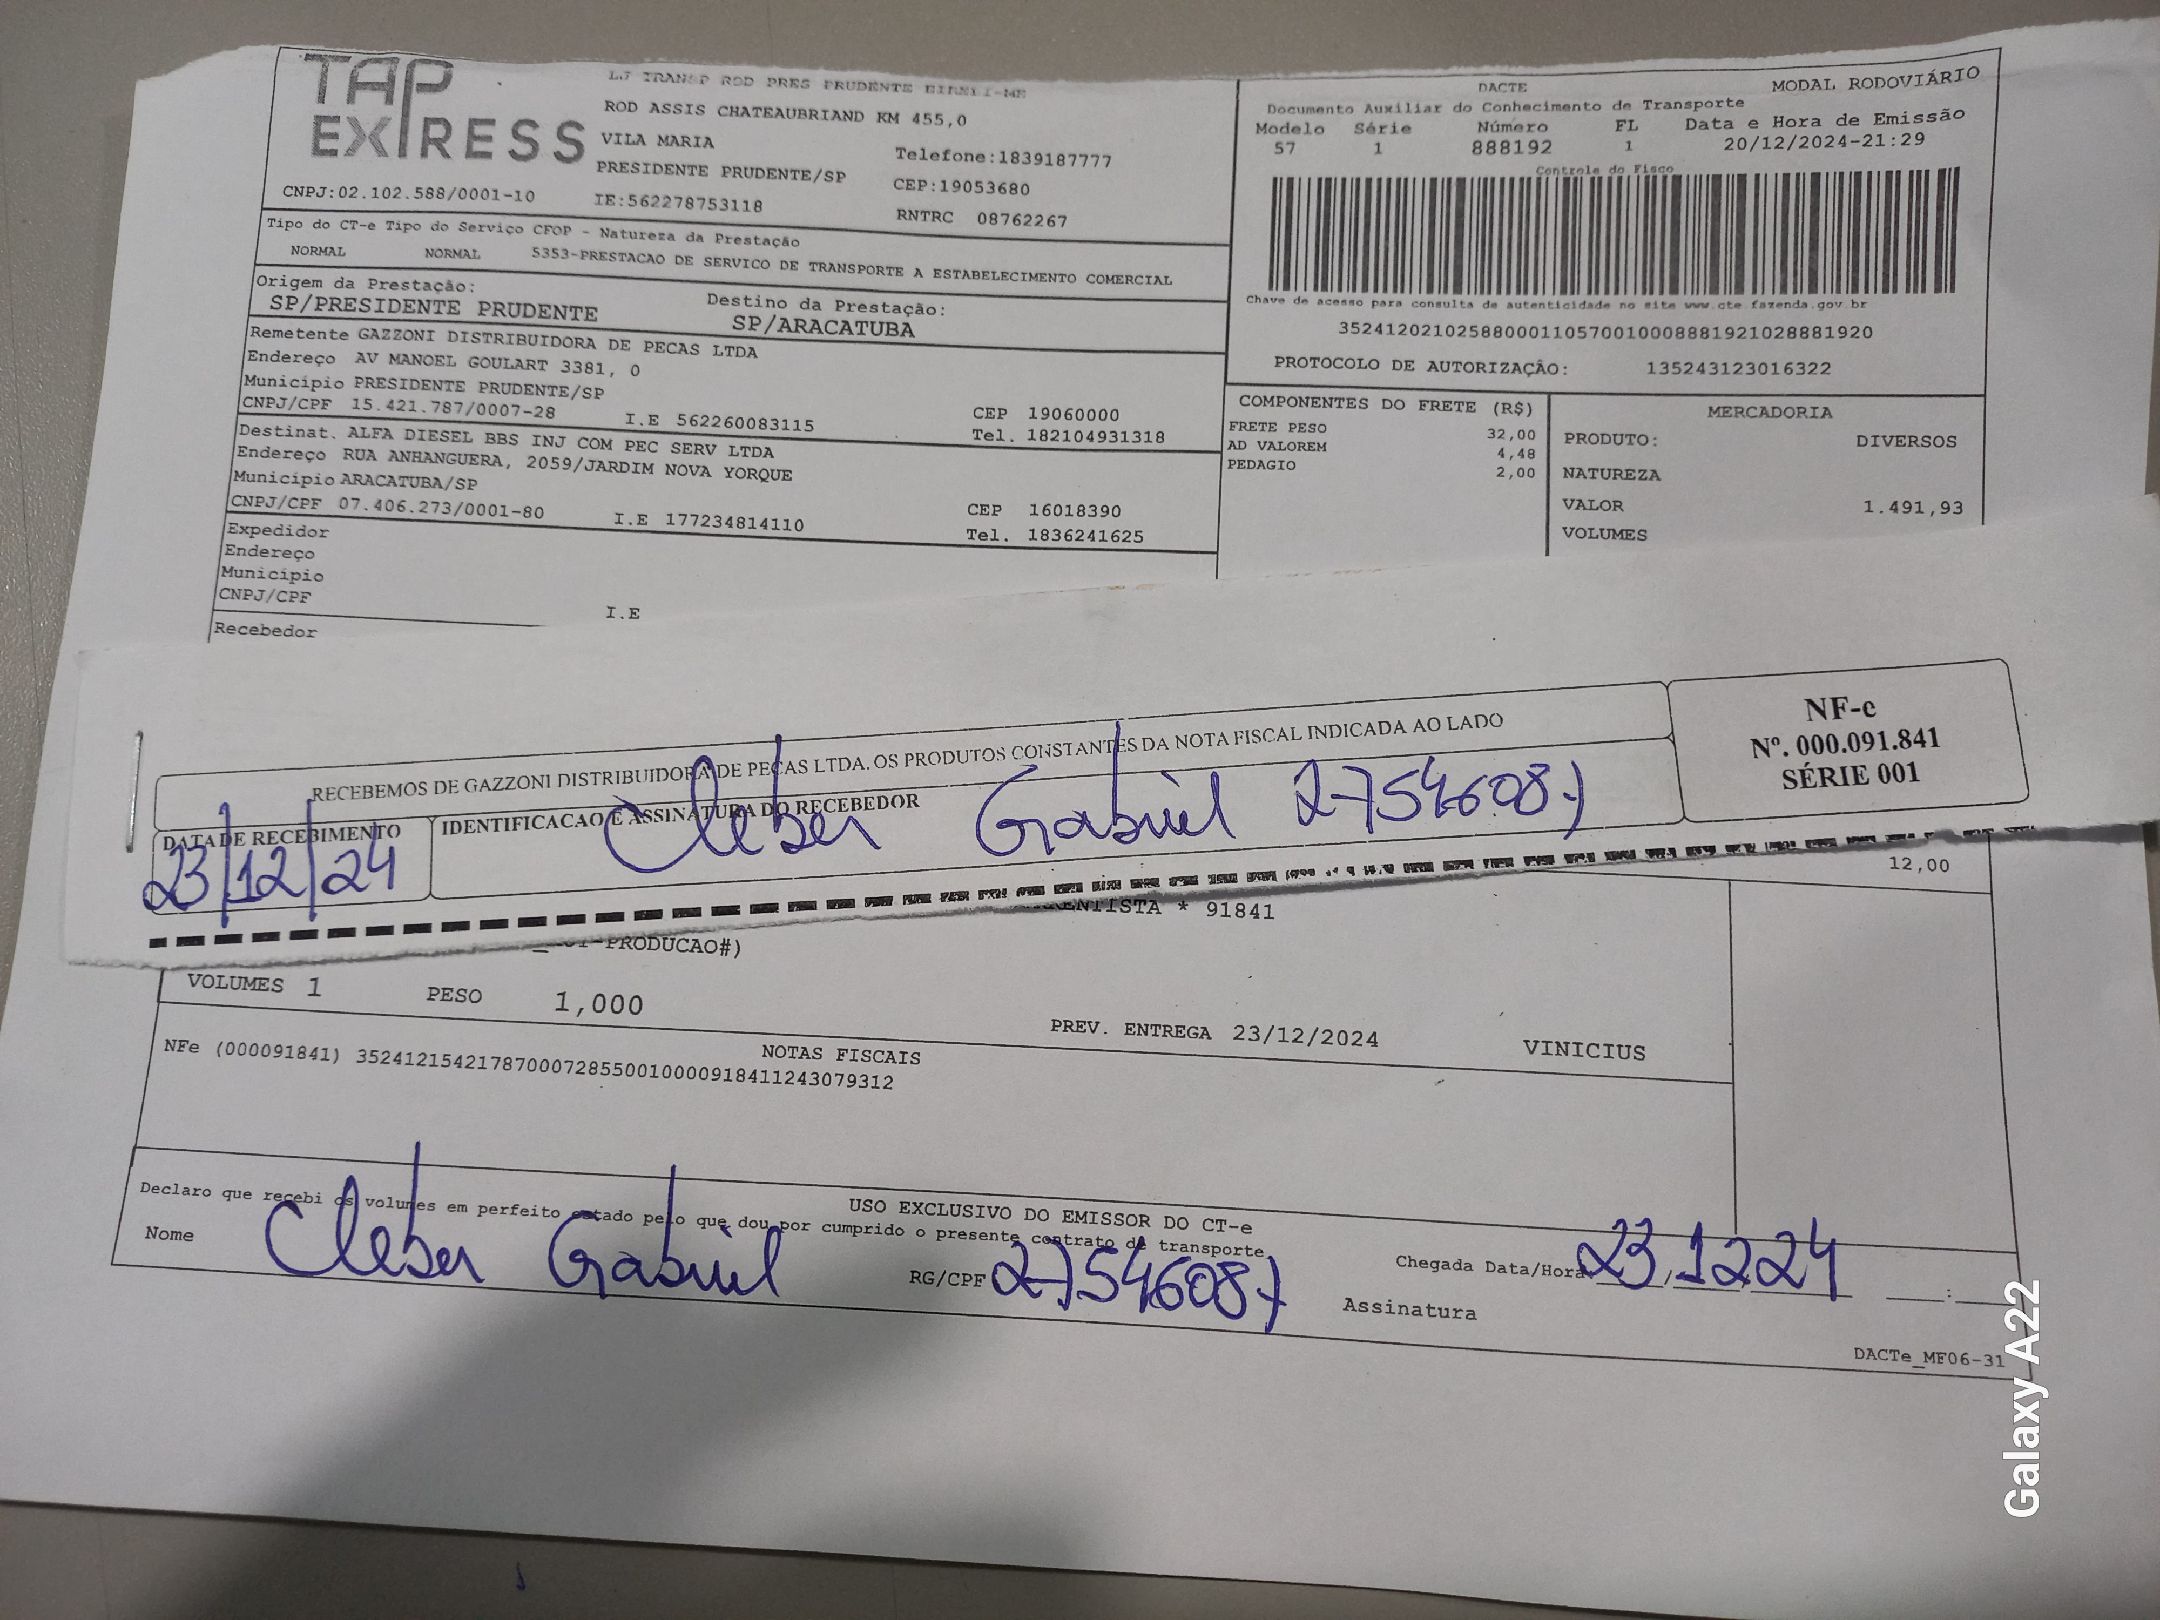 TAP EXPRESS
LJ TRANSP ROD PRES PRUDENTE EIRELI-ME
ROD ASSIS CHATEAUBRIAND KM 455,0
VILA MARIA
Telefone:1839187777
PRESIDENTE PRUDENTE/SP
CEP:19053680
CNPJ:02.102.588/0001-10
IE:562278753118
RNTRC 08762267
DACTE
MODAL RODOVIÁRIO
Documento Auxiliar do Conhecimento de Transporte
Modelo Série Número FL Data e Hora de Emissão
57 1 888192 1 20/12/2024-21:29
Controle do Fisco
Chave de acesso para consulta de autenticidade no site www.cte.fazenda.gov.br
35241202102588000110570010008881921028881920
PROTOCOLO DE AUTORIZAÇÂO: 135243123016322
Tipo do CT-e Tipo do Serviço CFOP - Natureza da Prestação
NORMAL NORMAL 5353-PRESTACAO DE SERVICO DE TRANSPORTE A ESTABELECIMENTO COMERCIAL
Origem da Prestação: Destino da Prestação:
SP/PRESIDENTE PRUDENTE SP/ARACATUBA
Remetente GAZZONI DISTRIBUIDORA DE PECAS LTDA
Endereço AV MANOEL GOULART 3381, 0
Município PRESIDENTE PRUDENTE/SP CEP 19060000
CNPJ/CPF 15.421.787/0007-28 I.E 562260083115 Tel. 182104931318
Destinat. ALFA DIESEL BBS INJ COM PEC SERV LTDA
Endereço RUA ANHANGUERA, 2059/JARDIM NOVA YORQUE
Município ARACATUBA/SP CEP 16018390
CNPJ/CPF 07.406.273/0001-80 I.E 177234814110 Tel. 1836241625
Expedidor
Endereço
Município
CNPJ/CPF I.E
Recebedor
COMPONENTES DO FRETE (R$)
FRETE PESO 32,00
AD VALOREM 4,48
PEDAGIO 2,00
MERCADORIA
PRODUTO: DIVERSOS
NATUREZA
VALOR 1.491,93
VOLUMES
RECEBEMOS DE GAZZONI DISTRIBUIDORA DE PEÇAS LTDA. OS PRODUTOS CONSTANTES DA NOTA FISCAL INDICADA AO LADO
NF-e
Nº. 000.091.841
SÉRIE 001
DATA DE RECEBIMENTO
23/12/24
IDENTIFICACAO E ASSINATURA DO RECEBEDOR
Cleber Gabriel 27546087
12,00
* 91841
PRODUCAO#)
VOLUMES 1 PESO 1,000 PREV. ENTREGA 23/12/2024 VINICIUS
NOTAS FISCAIS
NFe (000091841) 35241215421787000728550010000918411243079312
USO EXCLUSIVO DO EMISSOR DO CT-e
Declaro que recebi os volumes em perfeito estado pelo que dou por cumprido o presente contrato de transporte
Nome Cleber Gabriel RG/CPF 27546087
Chegada Data/Hora 23/12/24
Assinatura
DACTe_MF06-31
Galaxy A22